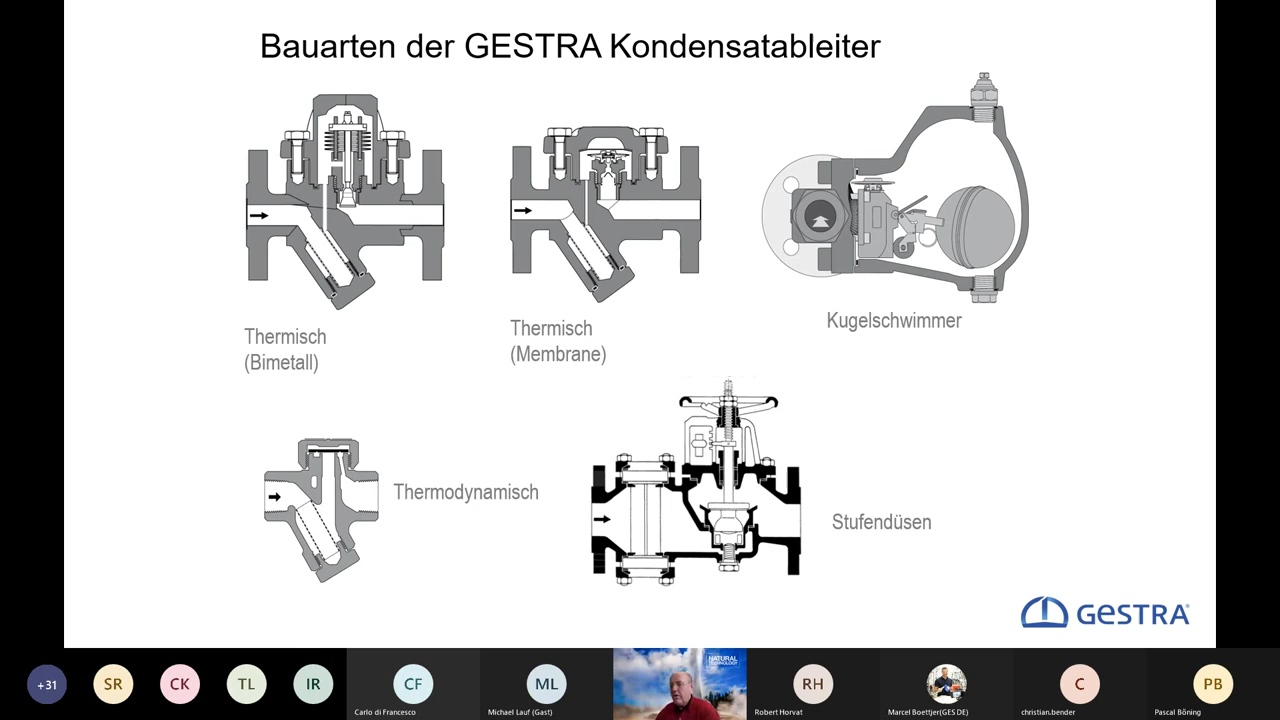 Bauarten der GESTRA Kondensatableiter
Thermisch
(Bimetall)
Thermisch
(Membrane)
Kugelschwimmer
Thermodynamisch
Stufendüsen
GESTRA
+31
SR
CK
TL
IR
CF
Carlo di Francesco
ML
Michael Lauf (Gast)
NATURAL
TECHNOLOGY
RH
Robert Horvat
Marcel Boettjer(GES DE)
C
christian.bender
PB
Pascal Böning